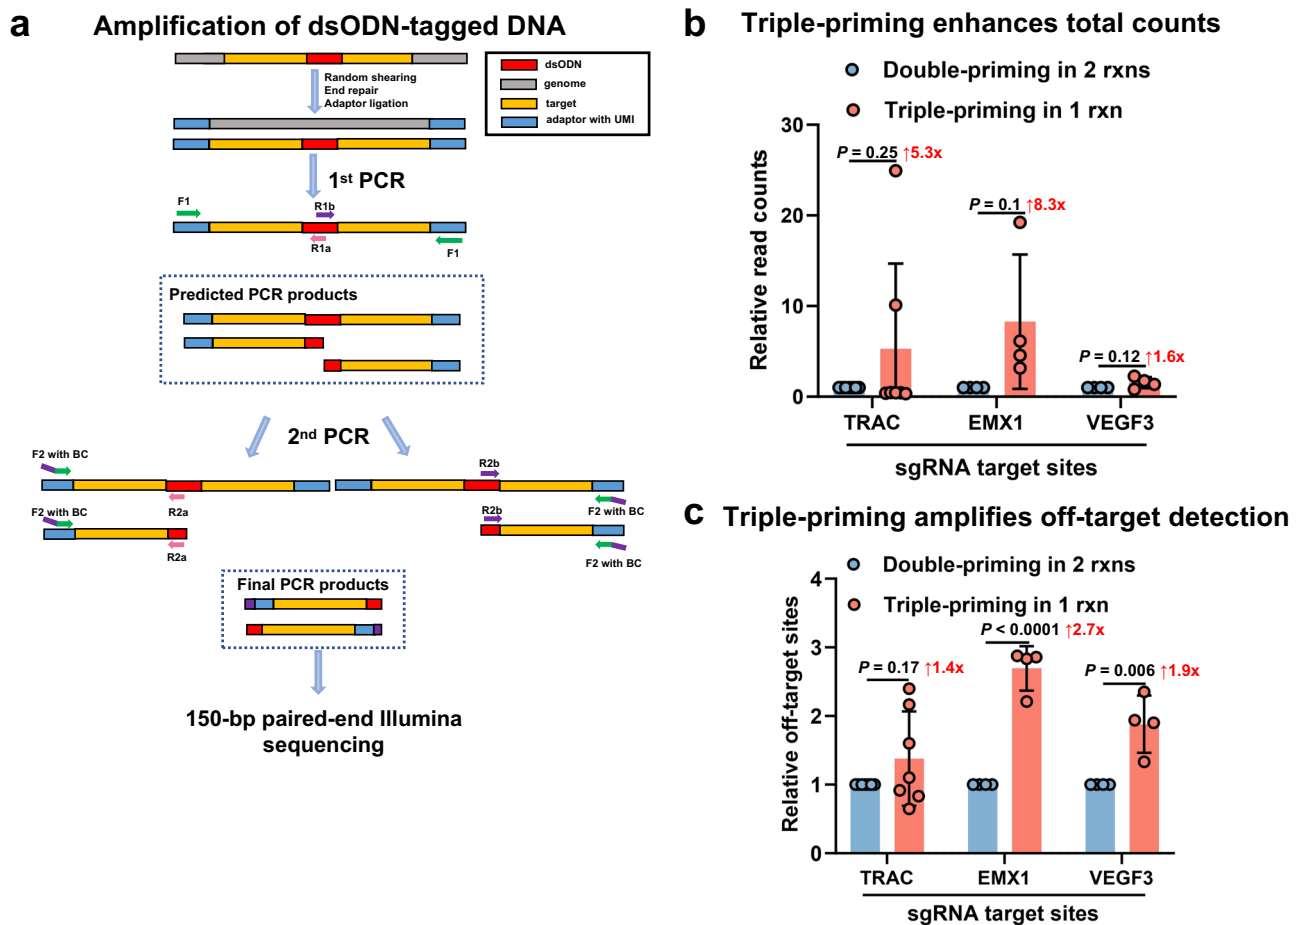 a
Amplification of dsODN-tagged DNA
dsODN
genome
target
adaptor with UMI
Random shearing
End repair
Adaptor ligation
1st PCR
F1
R1b
R1a
F1
Predicted PCR products
2nd PCR
F2 with BC
R2a
F2 with BC
R2a
R2b
F2 with BC
R2b
F2 with BC
Final PCR products
150-bp paired-end Illumina
sequencing
b
Triple-priming enhances total counts
Double-priming in 2 rxns
Triple-priming in 1 rxn
Relative read counts
30
20
10
0
P = 0.25 ↑5.3x
P = 0.1 ↑8.3x
P = 0.12 ↑1.6x
TRAC
EMX1
VEGF3
sgRNA target sites
c
Triple-priming amplifies off-target detection
Double-priming in 2 rxns
Triple-priming in 1 rxn
Relative off-target sites
4
3
2
1
0
P = 0.17 ↑1.4x
P < 0.0001 ↑2.7x
P = 0.006 ↑1.9x
TRAC
EMX1
VEGF3
sgRNA target sites